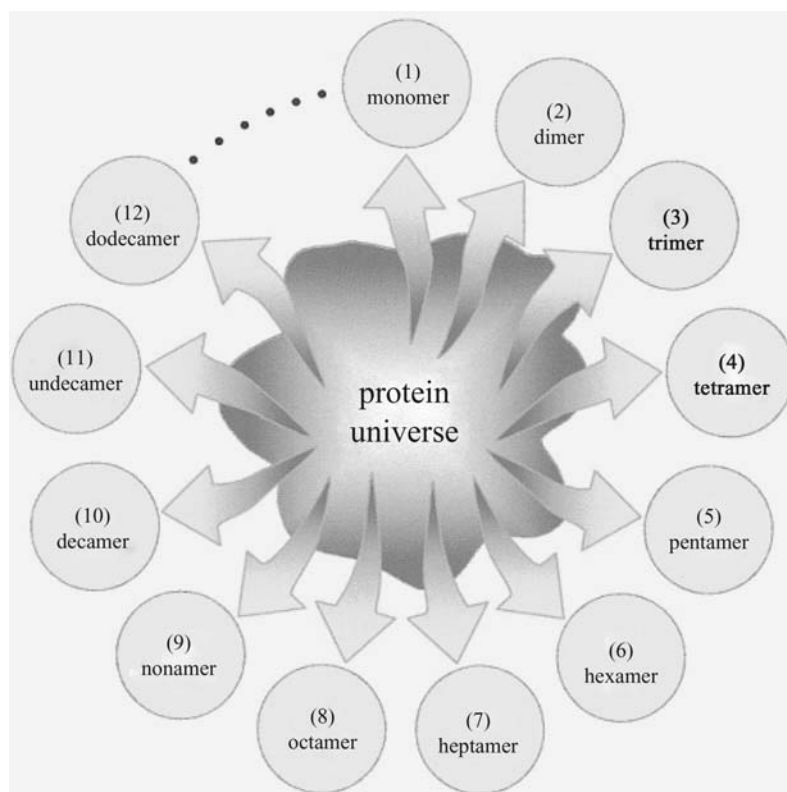 (1)
monomer
(2)
dimer
(3)
trimer
(4)
tetramer
(5)
pentamer
(6)
hexamer
(7)
heptamer
(8)
octamer
(9)
nonamer
(10)
decamer
(11)
undecamer
(12)
dodecamer
protein
universe